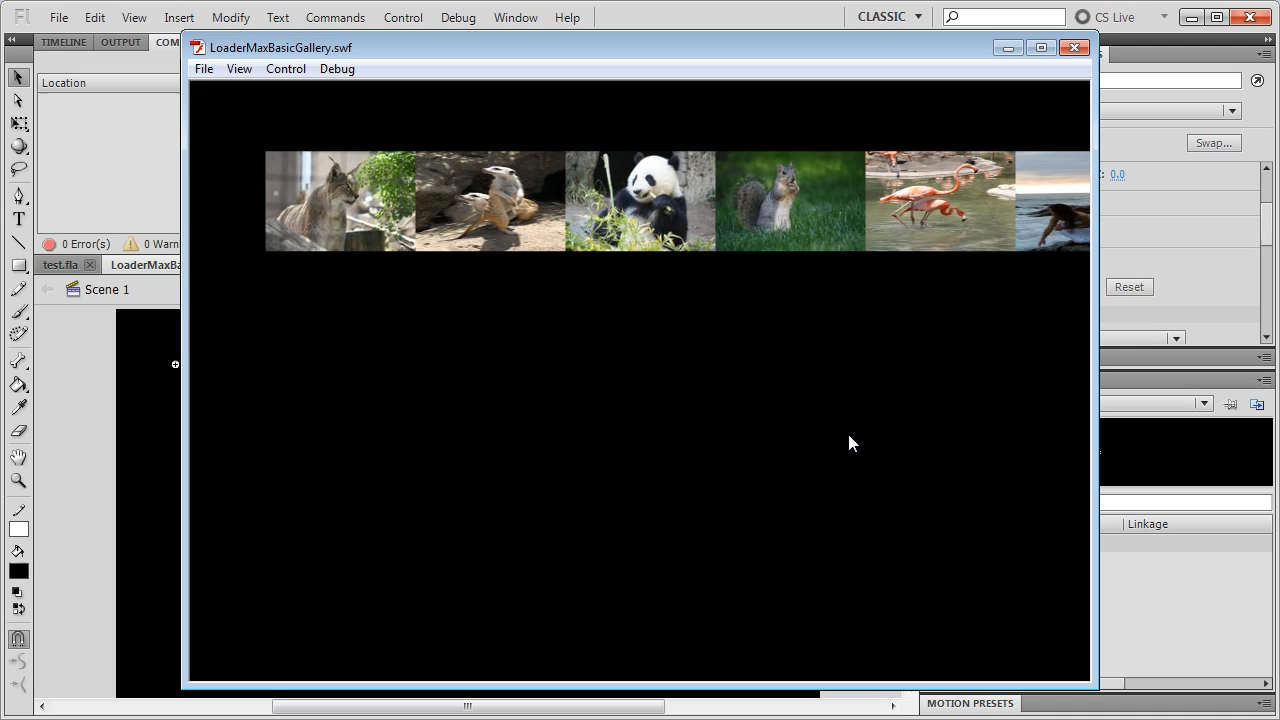 Fl File Edit View Insert Modify Text Commands Control Debug Window Help CLASSIC CS Live
TIMELINE OUTPUT COM
LoaderMaxBasicGallery.swf
File View Control Debug
Location
Swap...
: 0.0
0 Error(s) 0 Warn
test.fla LoaderMaxBa
Scene 1
Reset
T
Linkage
MOTION PRESETS